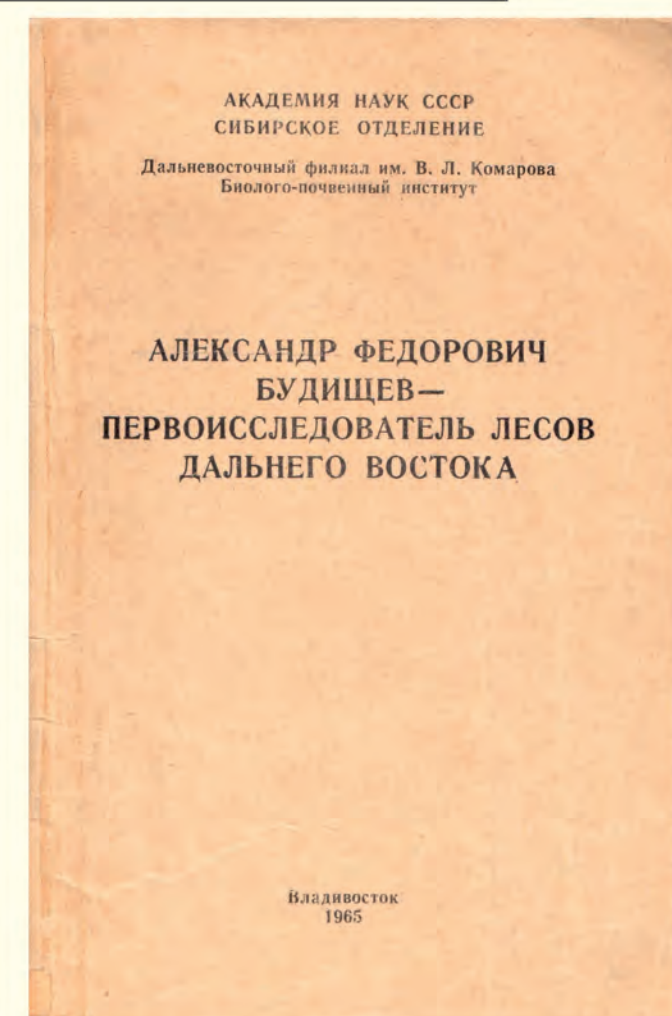 АКАДЕМИЯ НАУК СССР
СИБИРСКОЕ ОТДЕЛЕНИЕ
Дальневосточный филиал им. В. Л. Комарова
Биолого-почвенный институт
АЛЕКСАНДР ФЕДОРОВИЧ
БУДИЩЕВ—
ПЕРВОИССЛЕДОВАТЕЛЬ ЛЕСОВ
ДАЛЬНЕГО ВОСТОКА
Владивосток
1965